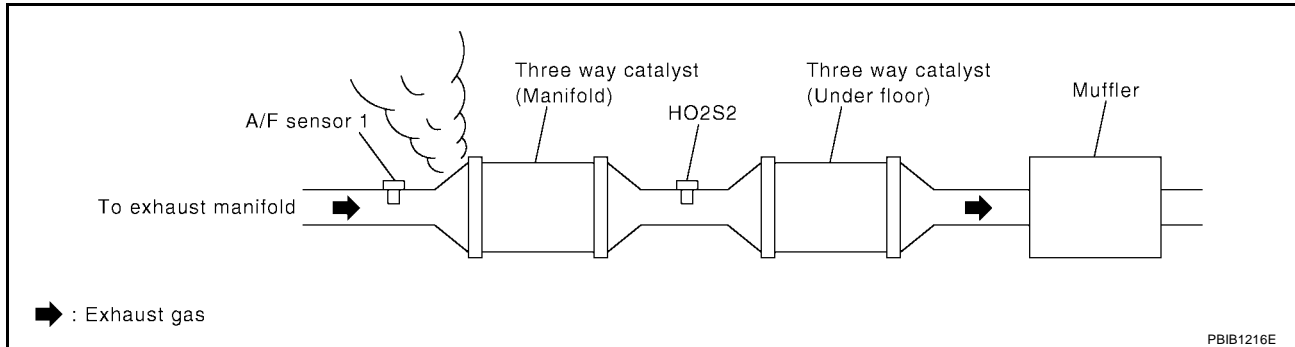 Three way catalyst
(Manifold)
Three way catalyst
(Under floor)
Muffler
A/F sensor 1
HO2S2
To exhaust manifold
: Exhaust gas
PBIB1216E